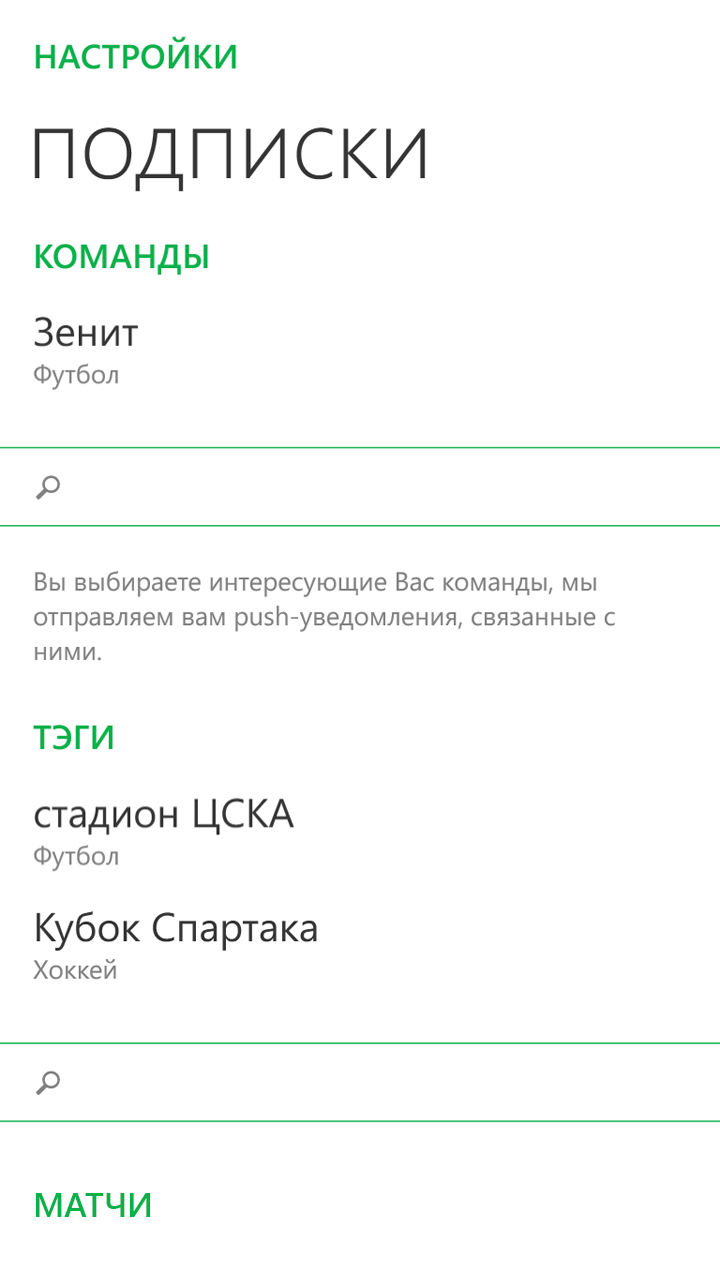 НАСТРОЙКИ
ПОДПИСКИ
КОМАНДЫ
Зенит
Футбол
Вы выбираете интересующие Вас команды, мы
отправляем вам push-уведомления, связанные с
ними.
ТЭГИ
стадион ЦСКА
Футбол
Кубок Спартака
Хоккей
МАТЧИ